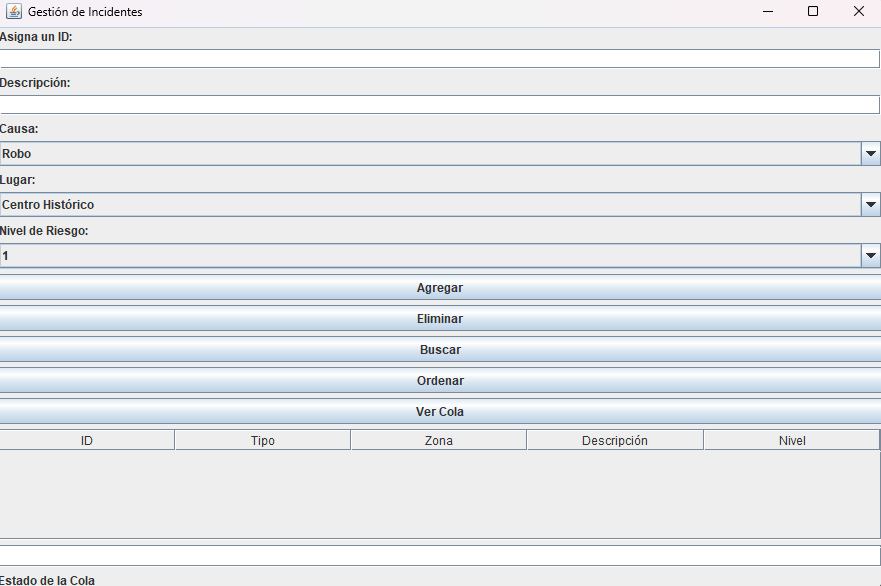 Gestión de Incidentes
Asigna un ID:
Descripción:
Causa:
Robo
Lugar:
Centro Histórico
Nivel de Riesgo:
1
Agregar
Eliminar
Buscar
Ordenar
Ver Cola
ID Tipo Zona Descripción Nivel
Estado de la Cola